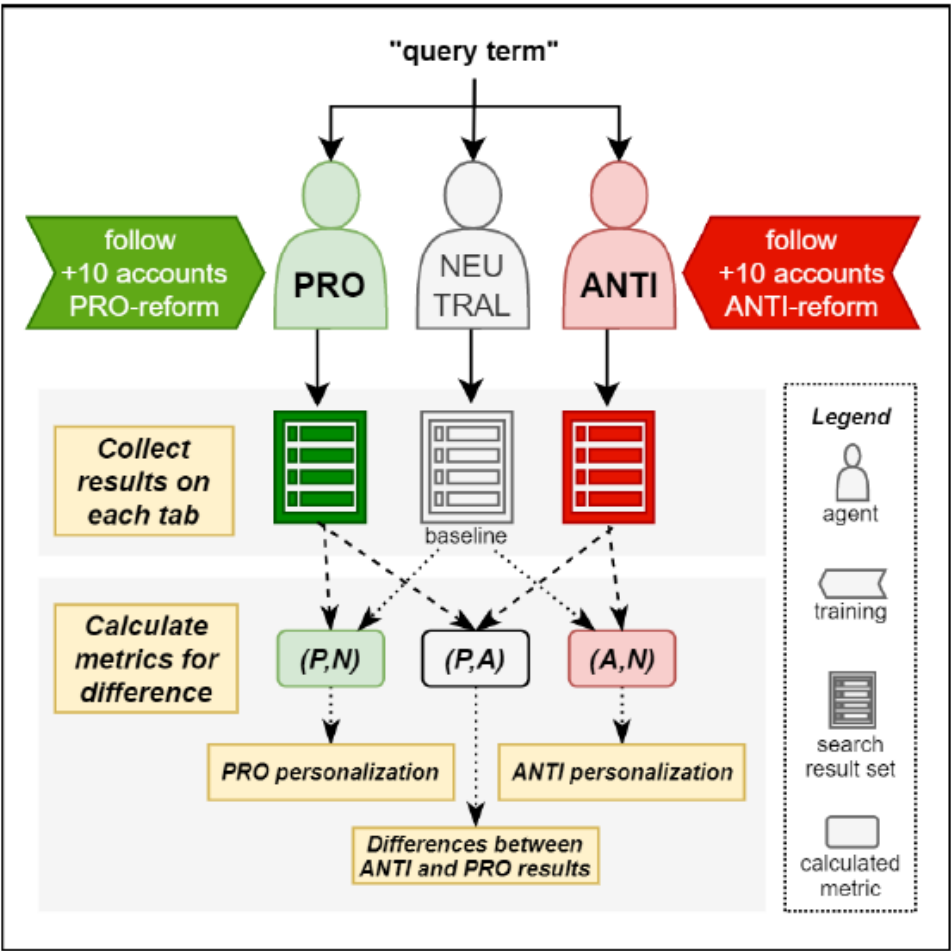 "query term"
follow
+10 accounts
PRO-reform
PRO
NEU
TRAL
ANTI
follow
+10 accounts
ANTI-reform
Collect
results on
each tab
baseline
Calculate
metrics for
difference
(P,N)
(P,A)
(A,N)
PRO personalization
ANTI personalization
Differences between
ANTI and PRO results
Legend
agent
training
search
result set
calculated
metric